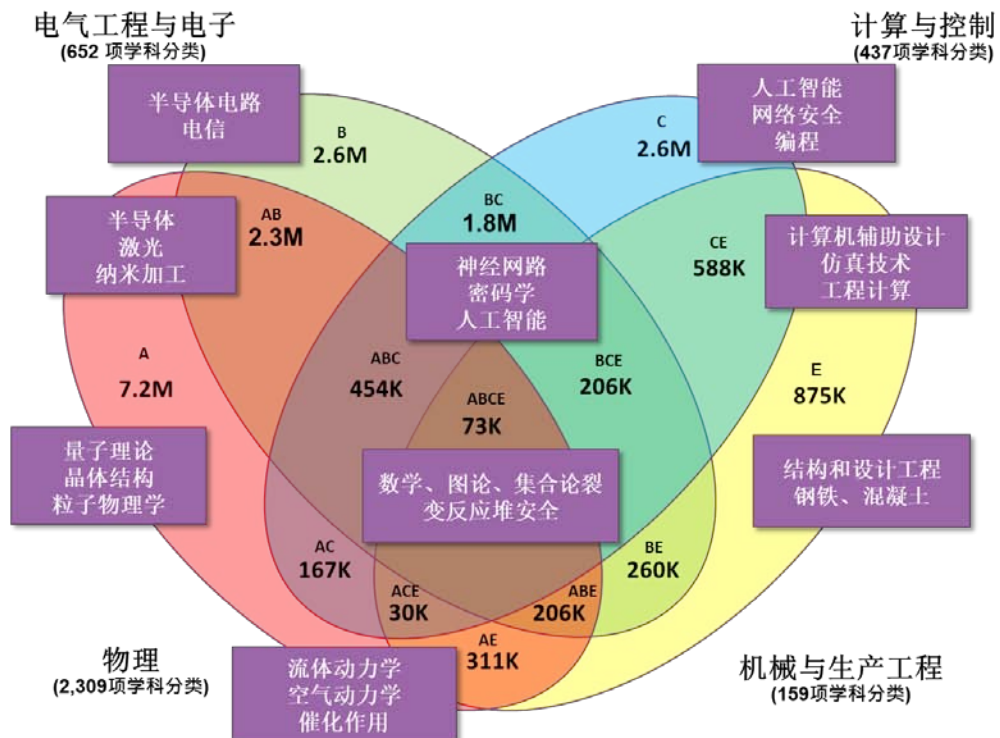 电气工程与电子
(652 项学科分类)
计算与控制
(437项学科分类)
半导体电路
电信
B
2.6M
C
2.6M
人工智能
网络安全
编程
半导体
激光
纳米加工
AB
2.3M
BC
1.8M
CE
588K
计算机辅助设计
仿真技术
工程计算
神经网路
密码学
人工智能
A
7.2M
ABC
454K
ABCE
73K
BCE
206K
E
875K
量子理论
晶体结构
粒子物理学
数学、图论、集合论裂
变反应堆安全
结构和设计工程
钢铁、混凝土
AC
167K
ACE
30K
ABE
206K
BE
260K
AE
311K
物理
(2,309项学科分类)
流体动力学
空气动力学
催化作用
机械与生产工程
(159项学科分类)